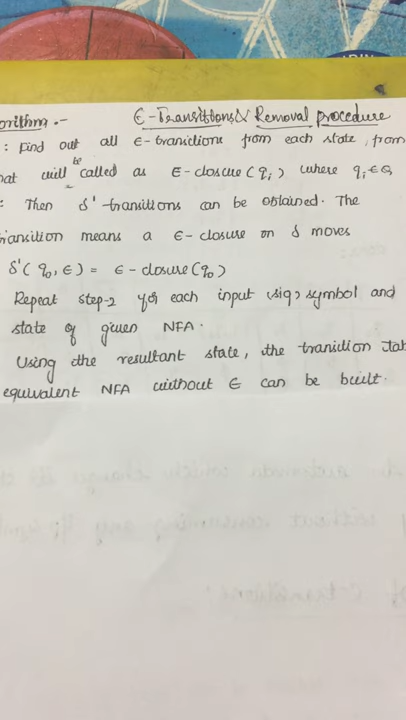 orithm :- ε-Transitions Removal procedure
: Find out all ε-transitions from each state from
hat will be called as ε-closure (qi) where qi ∈ Q
: Then δ' transitions can be obtained. The
ransition means a ε-closure on δ moves
δ'(q0, ε) = ε-closure (q0)
Repeat step-2 for each input symbol and
state of given NFA.
Using the resultant state, the transition tab
equivalent NFA without ε can be built.